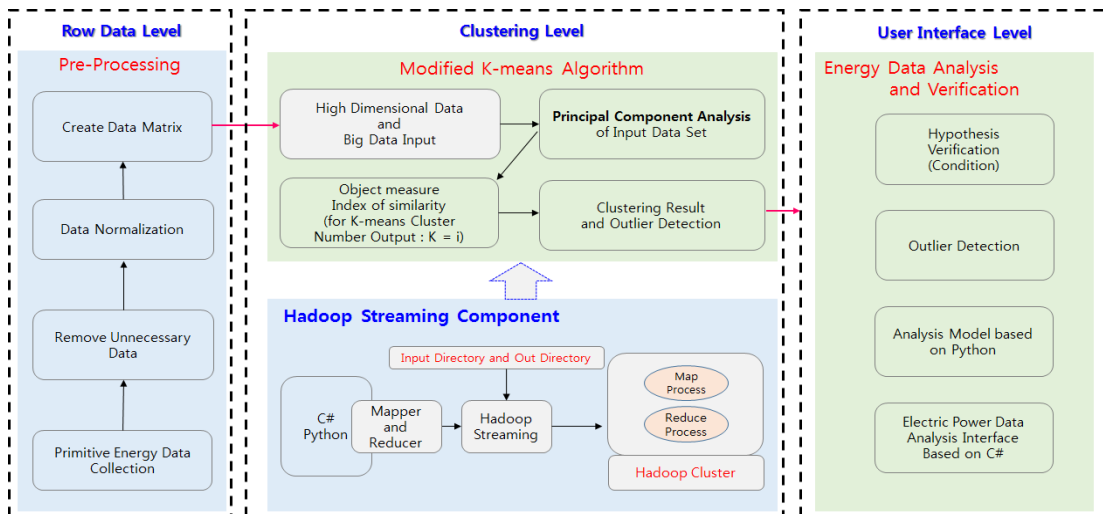 Row Data Level
Pre-Processing
Create Data Matrix
Data Normalization
Remove Unnecessary
Data
Primitive Energy Data
Collection
Clustering Level
Modified K-means Algorithm
High Dimensional Data
and
Big Data Input
Principal Component Analysis
of Input Data Set
Object measure
Index of similarity
(for K-means Cluster
Number Output : K = i)
Clustering Result
and Outlier Detection
Hadoop Streaming Component
Input Directory and Out Directory
C#
Python
Mapper
and
Reducer
Hadoop
Streaming
Map
Process
Reduce
Process
Hadoop Cluster
User Interface Level
Energy Data Analysis
and Verification
Hypothesis
Verification
(Condition)
Outlier Detection
Analysis Model based
on Python
Electric Power Data
Analysis Interface
Based on C#